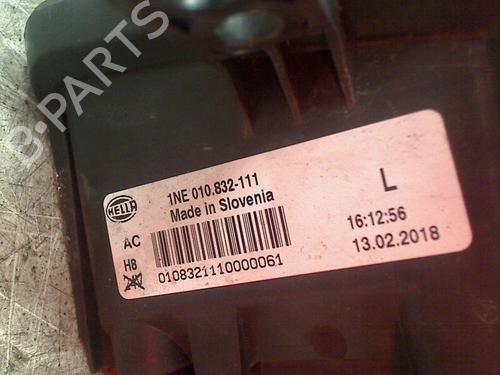 B-PARTS
HELLA
1NE 010.832-111
Made in Slovenia
L
AC
H8
16:12:56
13.02.2018
0108321110000061